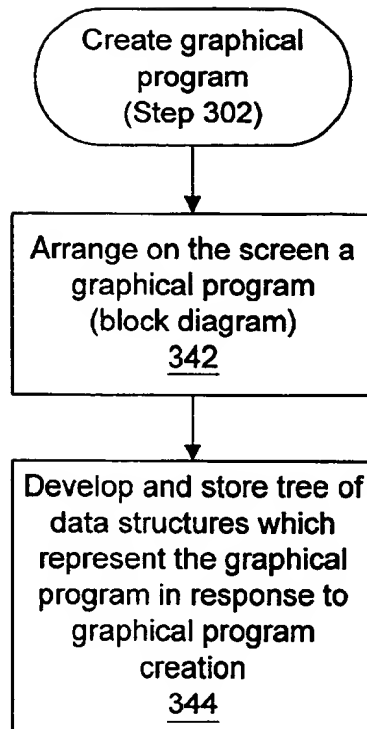 Create graphical
program
(Step 302)
Arrange on the screen a
graphical program
(block diagram)
342
Develop and store tree of
data structures which
represent the graphical
program in response to
graphical program
creation
344